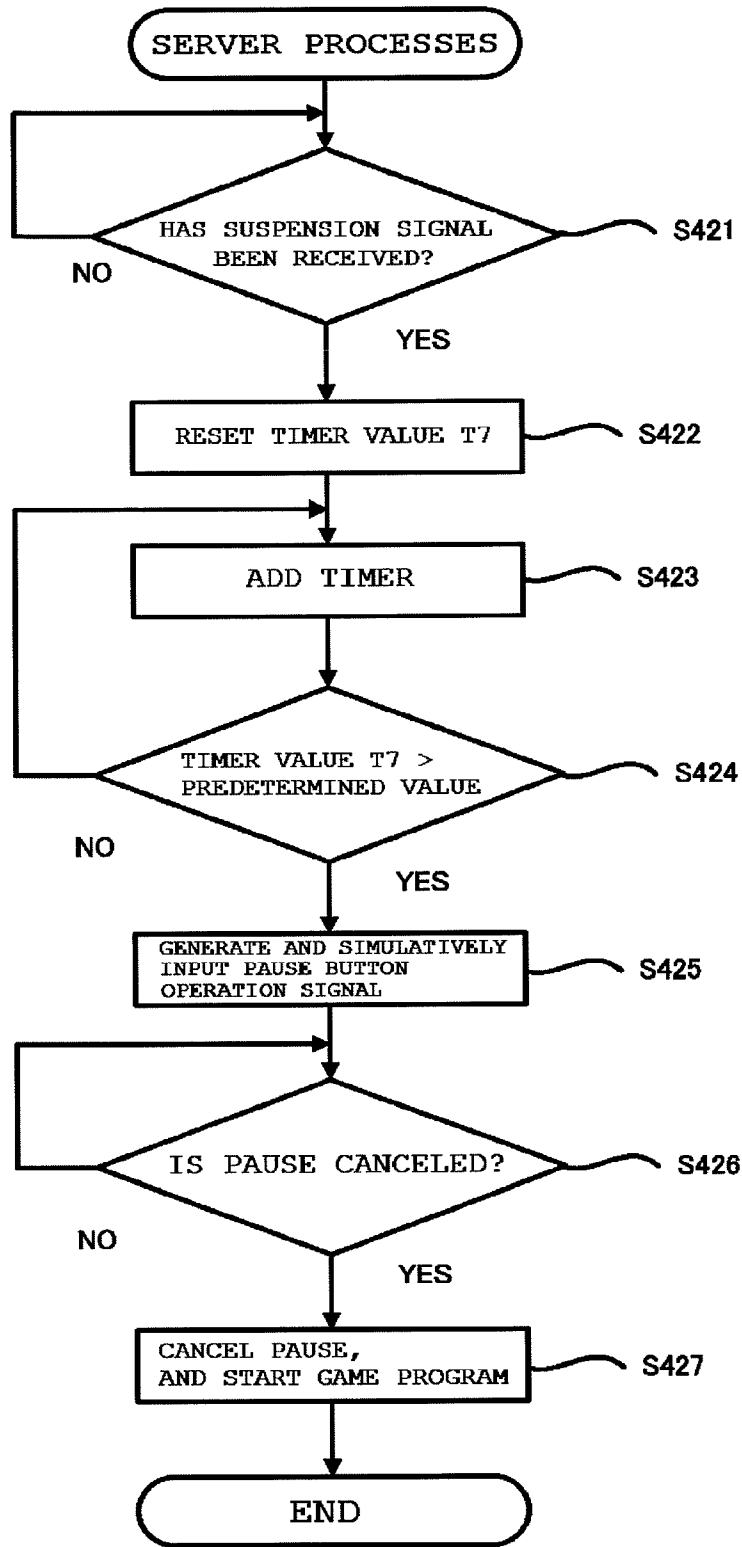 SERVER PROCESSES
HAS SUSPENSION SIGNAL
BEEN RECEIVED?
S421
NO
YES
RESET TIMER VALUE T7
S422
ADD TIMER
S423
TIMER VALUE T7 >
PREDETERMINED VALUE
S424
NO
YES
GENERATE AND SIMULATIVELY
INPUT PAUSE BUTTON
OPERATION SIGNAL
S425
IS PAUSE CANCELED?
S426
NO
YES
CANCEL PAUSE,
AND START GAME PROGRAM
S427
END